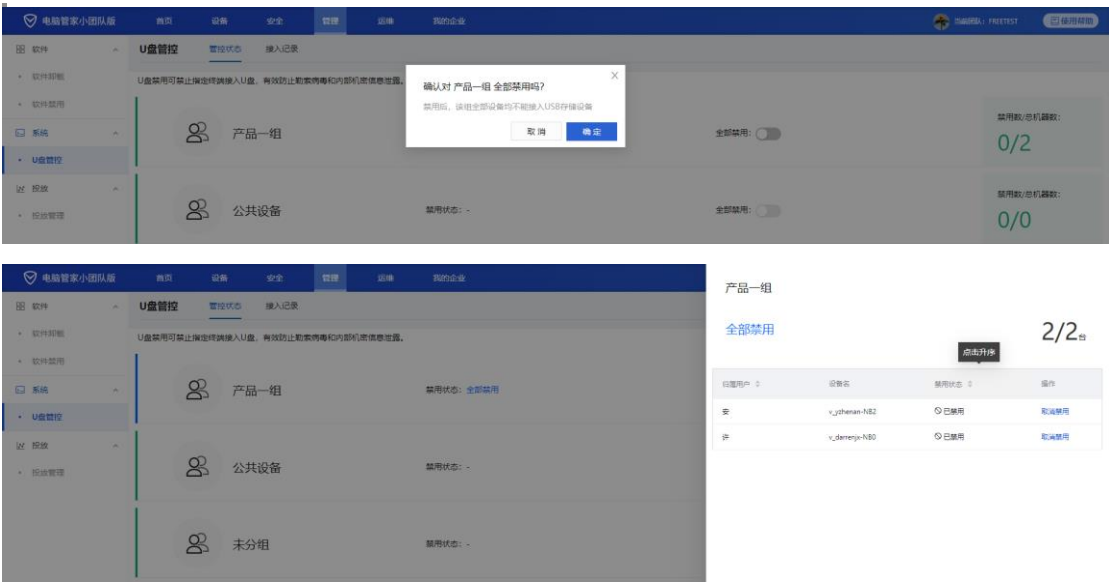 电脑管家小团队版 首页 设备 安全 管理 运维 我的企业 FREETEST 使用帮助
软件 U盘管控 管控状态 接入记录
软件卸载 U盘禁用可禁止指定终端接入U盘，有效防止勒索病毒和内部机密信息泄露。
软件禁用
系统
U盘管控
投放
投放管理
确认对 产品一组 全部禁用吗?
禁用后，该组全部设备均不能接入USB存储设备
取消 确定
产品一组 全部禁用: 禁用数/总机器数:
0/2
公共设备 禁用状态: - 全部禁用: 禁用数/总机器数:
0/0
电脑管家小团队版 首页 设备 安全 管理 运维 我的企业
软件 U盘管控 管控状态 接入记录
软件卸载 U盘禁用可禁止指定终端接入U盘，有效防止勒索病毒和内部机密信息泄露。
软件禁用
系统
U盘管控
投放
投放管理
产品一组 禁用状态: 全部禁用
公共设备 禁用状态: -
未分组 禁用状态: -
产品一组
全部禁用 2/2台
点击升序
归属用户 设备名 禁用状态 操作
安 v_yzhenan-NB2 已禁用 取消禁用
许 v_darrenjx-NB0 已禁用 取消禁用